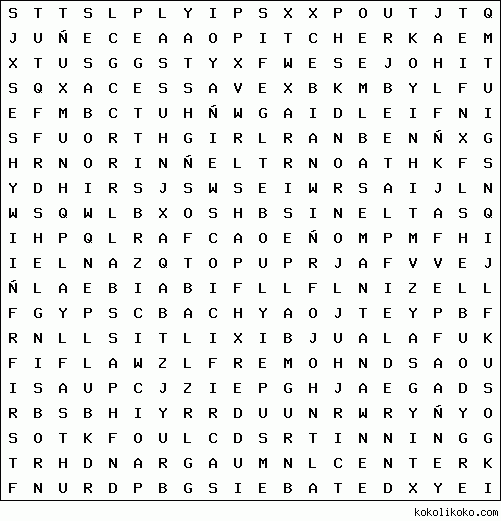 S T T S L P L Y I P S X X P O U T J T Q
J U Ñ E C E A A O P I T C H E R K A E M
X T U S G G S T Y X F W E S E J O H I T
S Q X A C E S S A V E X B K M B Y L F U
E F M B C T U H Ñ W G A I D L E I F N I
S F U O R T H G I R L R A N B E N Ñ X G
H R N O R I N Ñ E L T R N O A T H K F S
Y D H I R S J S W S E I W R S A I J L N
W S Q W L B X O S H B S I N E L T A S Q
I H P Q L R A F C A O E Ñ O M P M F H I
I E L N A Z Q T O P U P R J A F V V E J
Ñ L A E B I A B I F L L F L N I Z E L L
F G Y P S C B A C H Y A O J T E Y P B F
R N L L S I T L I X I B J U A L A F U K
F I F L A W Z L F R E M O H N D S A O U
I S A U P C J Z I E P G H J A E G A D S
R B S B H I Y R R D U U N R W R Y Ñ Y O
S O T K F O U L C D S R T I N N I N G G
T R H D N A R G A U M N L C E N T E R K
F N U R D P B G S I E B A T E D X Y E I
kokolikoko.com